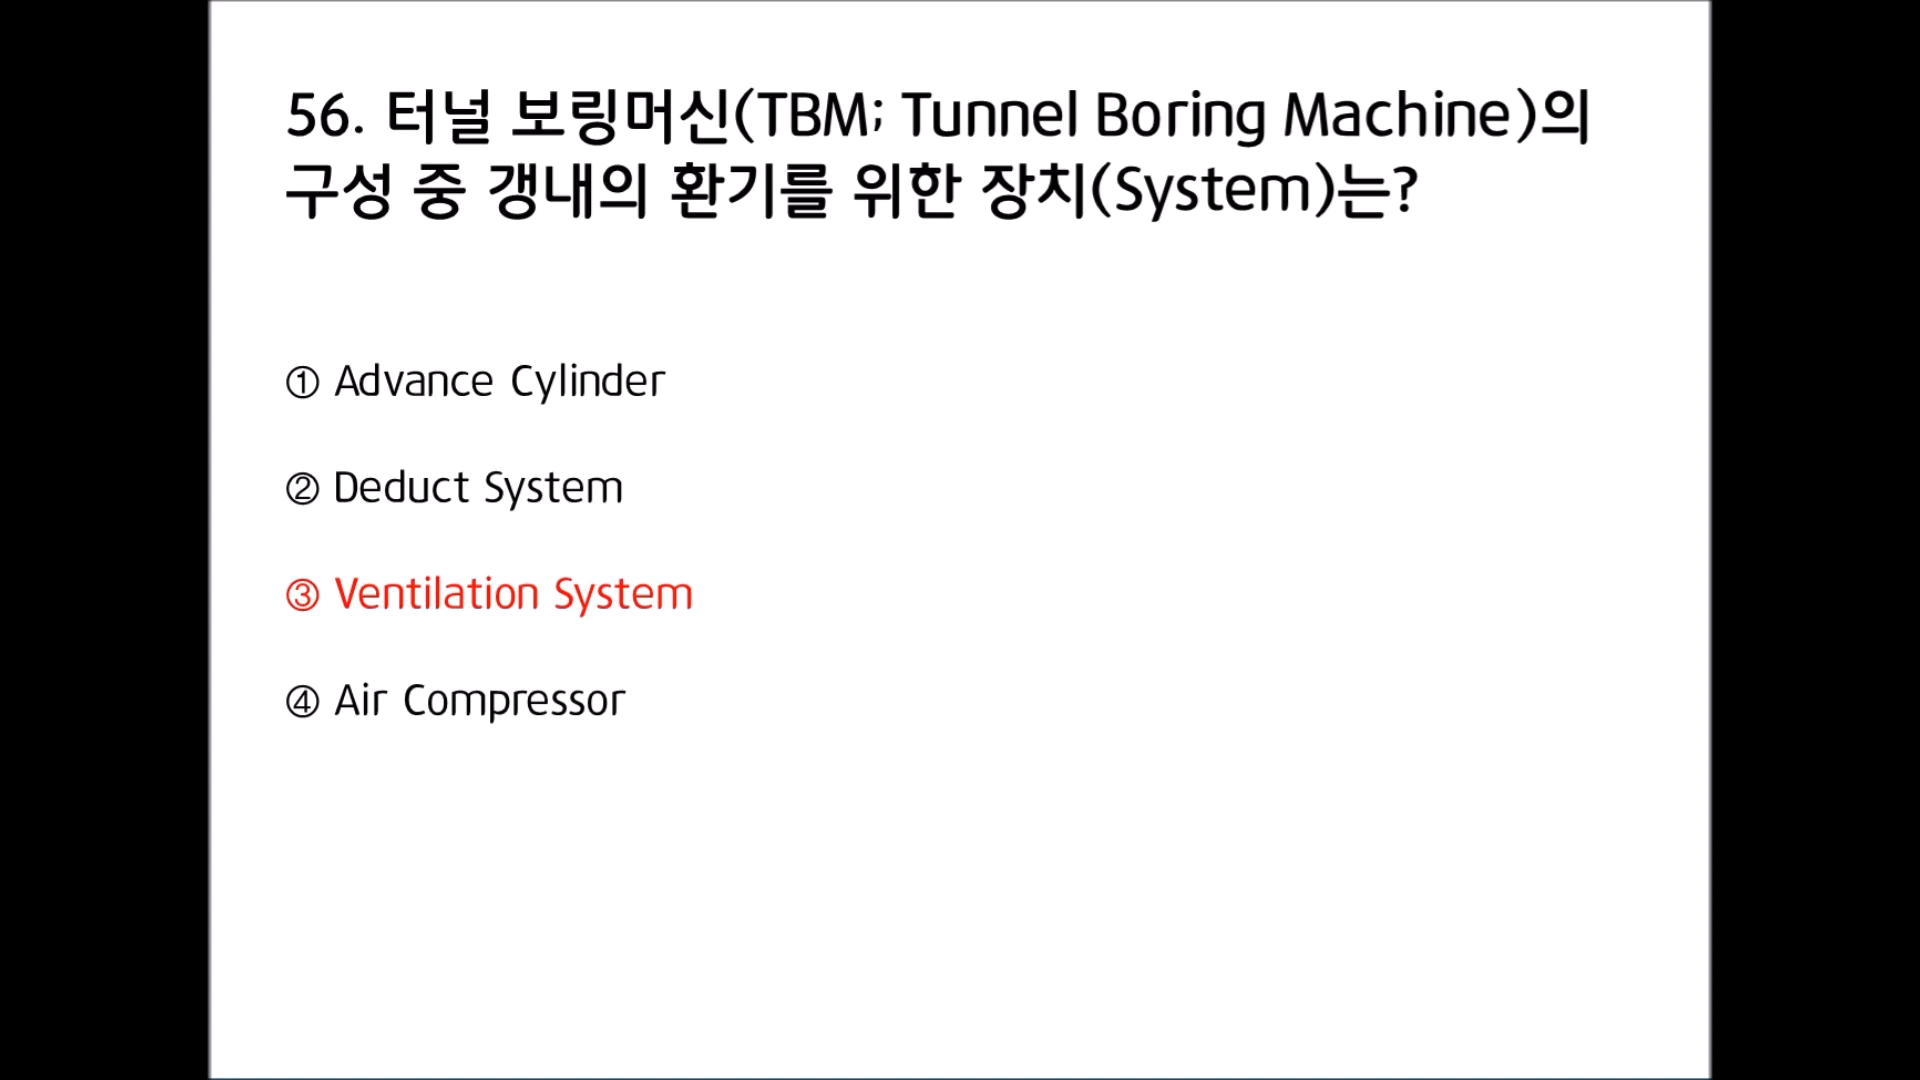 56. 터널 보링머신(TBM; Tunnel Boring Machine)의
구성 중 갱내의 환기를 위한 장치(System)는?
① Advance Cylinder
② Deduct System
③ Ventilation System
④ Air Compressor